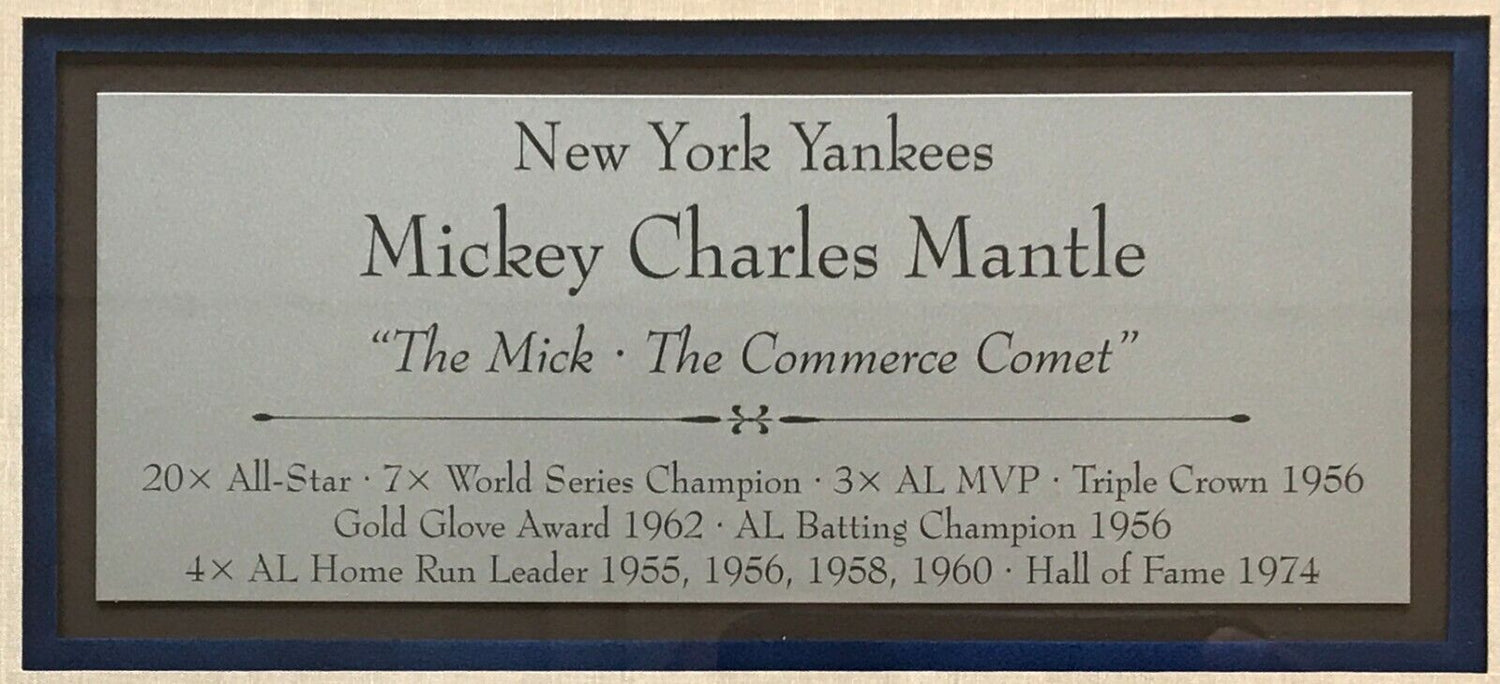 New York Yankees
Mickey Charles Mantle
“The Mick · The Commerce Comet”
20× All-Star · 7× World Series Champion · 3× AL MVP · Triple Crown 1956
Gold Glove Award 1962 · AL Batting Champion 1956
4× AL Home Run Leader 1955, 1956, 1958, 1960 · Hall of Fame 1974